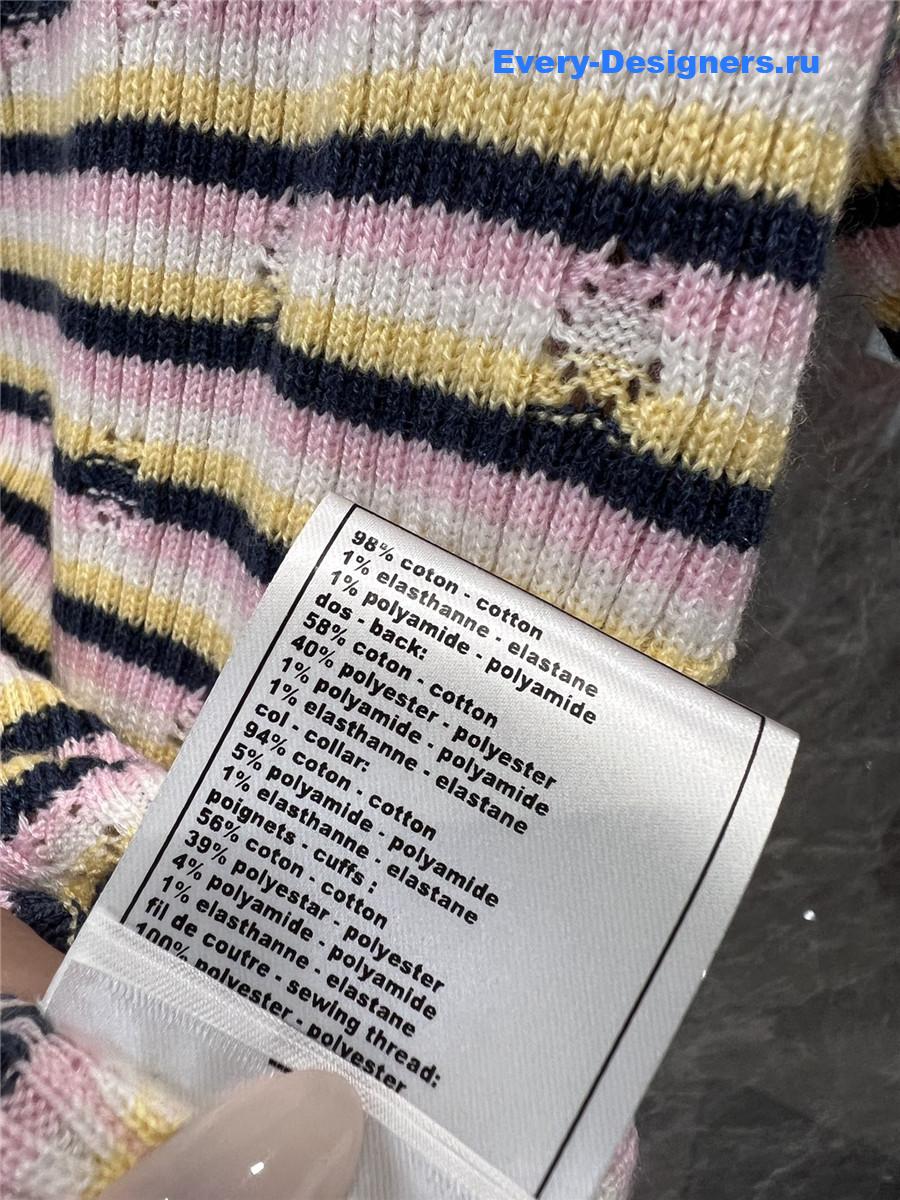 Every-Designers.ru
98% coton - cotton
1% elasthanne - elastane
1% polyamide - polyamide
dos - back:
58% coton - cotton
40% polyester - polyester
1% polyamide - polyamide
1% elasthanne - elastane
col - collar:
94% coton - cotton
5% polyamide - polyamide
1% elasthanne - elastane
poignets - cuffs :
56% coton - cotton
39% polyestar - polyester
4% polyamide - polyamide
1% elasthanne - elastane
fil de coutre - sewing thread:
100% polyester - polyester